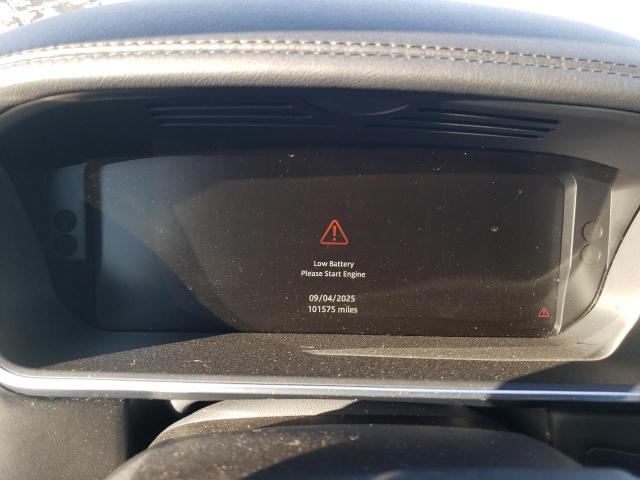 Low Battery
Please Start Engine
09/04/2025
101575 miles